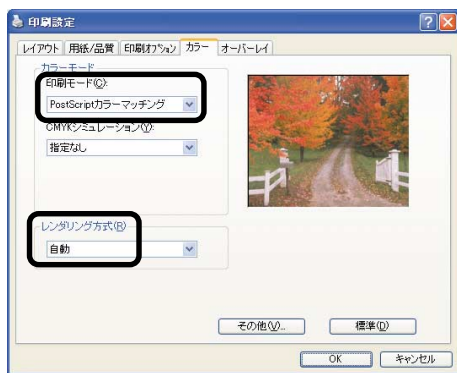 印刷設定
レイアウト 用紙/品質 印刷オプション カラー オーバーレイ
カラーモード
印刷モード(C):
PostScriptカラーマッチング
CMYKシミュレーション(Y):
指定なし
レンダリング方式(R)
自動
その他(V)... 標準(D)
OK キャンセル